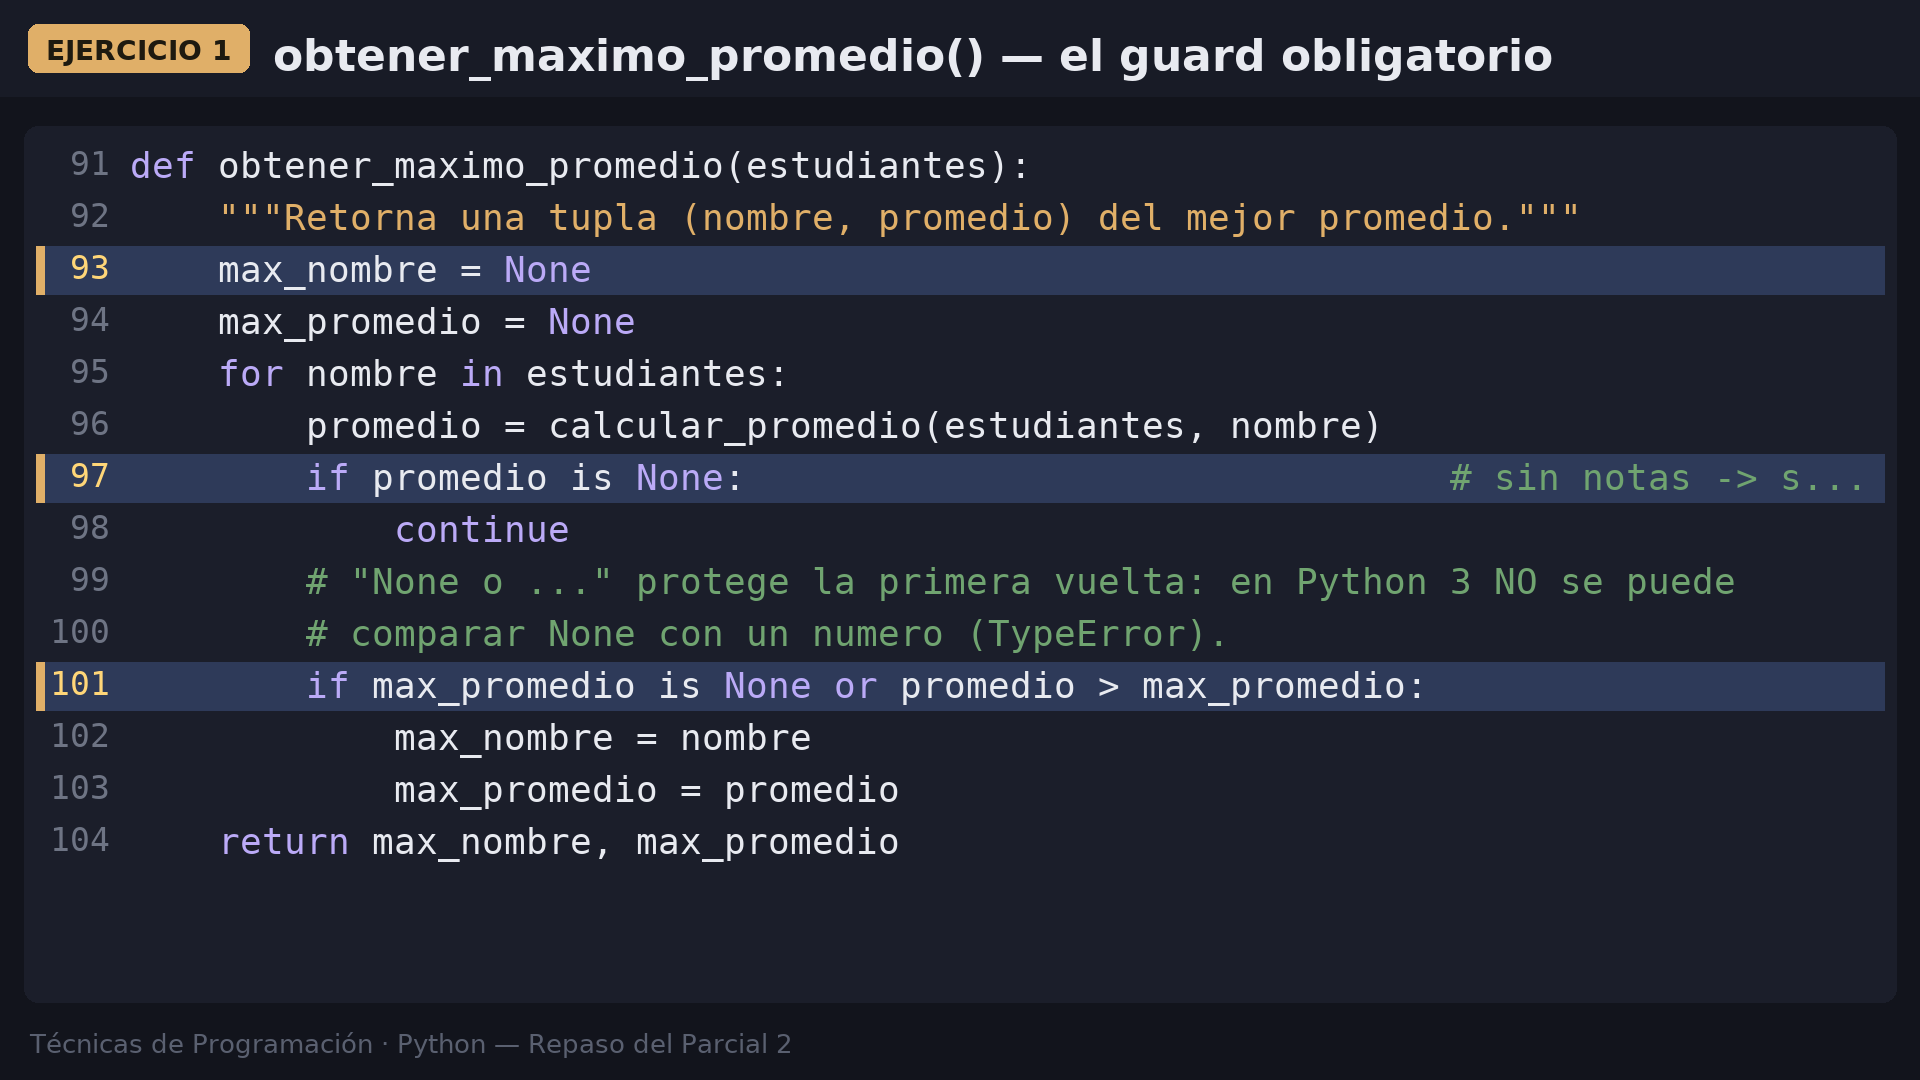 EJERCICIO 1 obtener_maximo_promedio() — el guard obligatorio
91 def obtener_maximo_promedio(estudiantes):
92     """Retorna una tupla (nombre, promedio) del mejor promedio."""
93     max_nombre = None
94     max_promedio = None
95     for nombre in estudiantes:
96         promedio = calcular_promedio(estudiantes, nombre)
97         if promedio is None:                                # sin notas -> s...
98             continue
99         # "None o ..." protege la primera vuelta: en Python 3 NO se puede
100         # comparar None con un numero (TypeError).
101         if max_promedio is None or promedio > max_promedio:
102             max_nombre = nombre
103             max_promedio = promedio
104     return max_nombre, max_promedio
Técnicas de Programación · Python — Repaso del Parcial 2